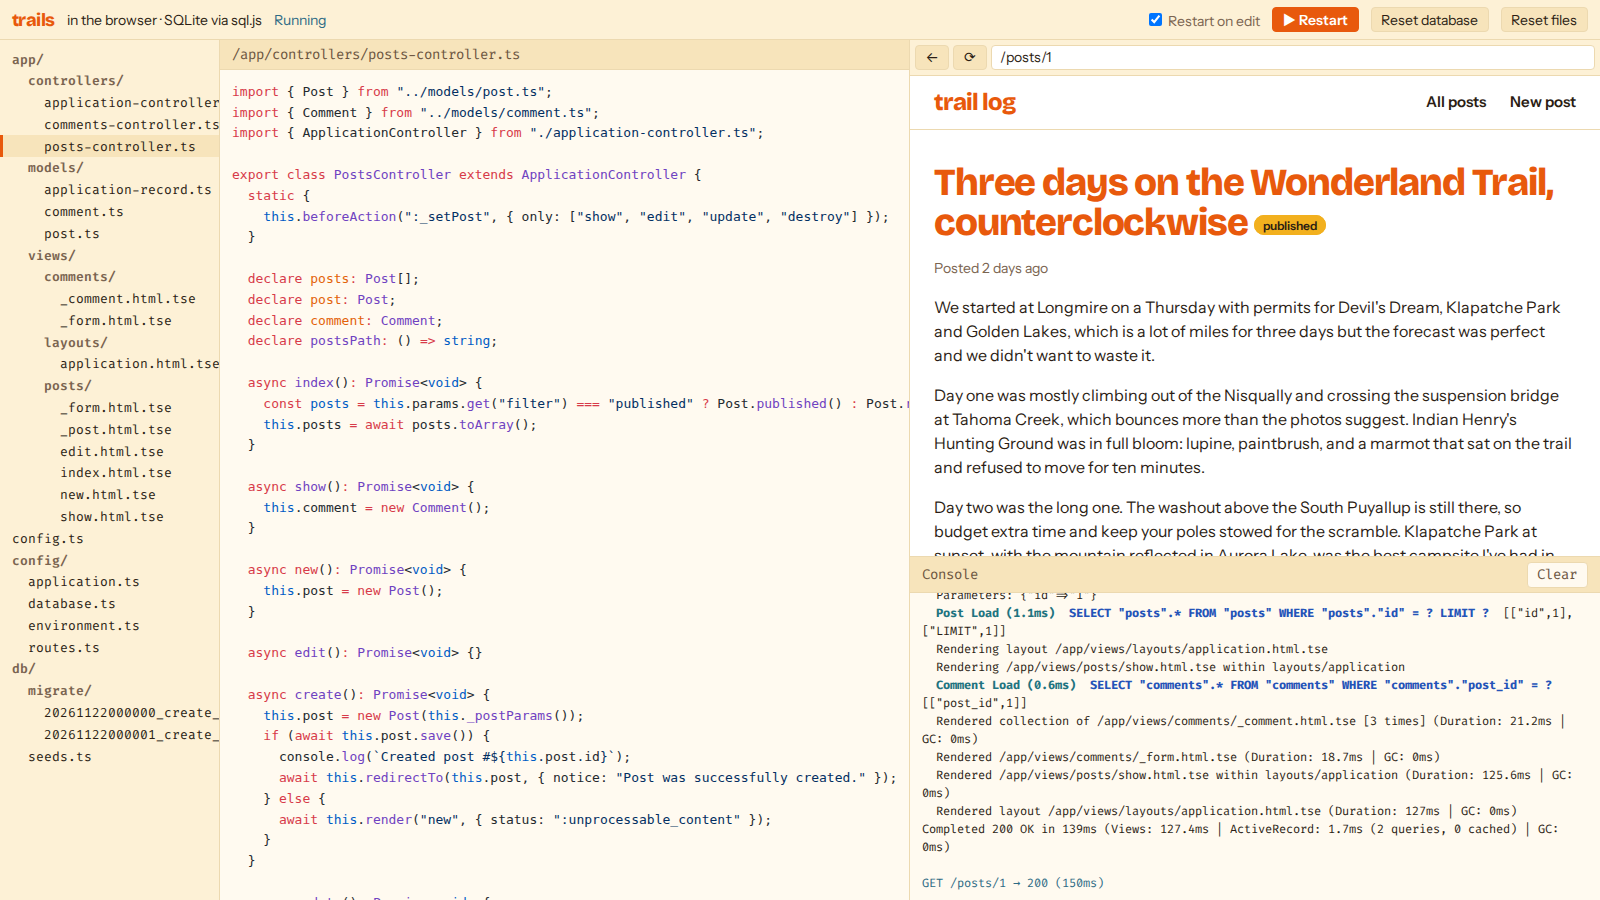 trails in the browser · SQLite via sql.js Running
Restart on edit ▶ Restart Reset database Reset files
app/
controllers/
application-controller
comments-controller.ts
posts-controller.ts
models/
application-record.ts
comment.ts
post.ts
views/
comments/
_comment.html.tse
_form.html.tse
layouts/
application.html.tse
posts/
_form.html.tse
_post.html.tse
edit.html.tse
index.html.tse
new.html.tse
show.html.tse
config.ts
config/
application.ts
database.ts
environment.ts
routes.ts
db/
migrate/
20261122000000_create_
20261122000001_create_
seeds.ts
/app/controllers/posts-controller.ts
import { Post } from "../models/post.ts";
import { Comment } from "../models/comment.ts";
import { ApplicationController } from "./application-controller.ts";
export class PostsController extends ApplicationController {
static {
this.beforeAction(":_setPost", { only: ["show", "edit", "update", "destroy"] });
}
declare posts: Post[];
declare post: Post;
declare comment: Comment;
declare postsPath: () => string;
async index(): Promise<void> {
const posts = this.params.get("filter") === "published" ? Post.published() : Post.
this.posts = await posts.toArray();
}
async show(): Promise<void> {
this.comment = new Comment();
}
async new(): Promise<void> {
this.post = new Post();
}
async edit(): Promise<void> {}
async create(): Promise<void> {
this.post = new Post(this._postParams());
if (await this.post.save()) {
console.log(`Created post #${this.post.id}`);
await this.redirectTo(this.post, { notice: "Post was successfully created." });
} else {
await this.render("new", { status: ":unprocessable_content" });
}
}
← ⟳ /posts/1
trail log All posts New post
Three days on the Wonderland Trail,
counterclockwise published
Posted 2 days ago
We started at Longmire on a Thursday with permits for Devil's Dream, Klapatche Park
and Golden Lakes, which is a lot of miles for three days but the forecast was perfect
and we didn't want to waste it.
Day one was mostly climbing out of the Nisqually and crossing the suspension bridge
at Tahoma Creek, which bounces more than the photos suggest. Indian Henry's
Hunting Ground was in full bloom: lupine, paintbrush, and a marmot that sat on the trail
and refused to move for ten minutes.
Day two was the long one. The washout above the South Puyallup is still there, so
budget extra time and keep your poles stowed for the scramble. Klapatche Park at
sunset, with the mountain reflected in Aurora Lake, was the best campsite I've had in
Console Clear
Parameters: { id => 1 }
Post Load (1.1ms) SELECT "posts".* FROM "posts" WHERE "posts"."id" = ? LIMIT ? [["id",1],
["LIMIT",1]]
Rendering layout /app/views/layouts/application.html.tse
Rendering /app/views/posts/show.html.tse within layouts/application
Comment Load (0.6ms) SELECT "comments".* FROM "comments" WHERE "comments"."post_id" = ?
[["post_id",1]]
Rendered collection of /app/views/comments/_comment.html.tse [3 times] (Duration: 21.2ms |
GC: 0ms)
Rendered /app/views/comments/_form.html.tse (Duration: 18.7ms | GC: 0ms)
Rendered /app/views/posts/show.html.tse within layouts/application (Duration: 125.6ms | GC:
0ms)
Rendered layout /app/views/layouts/application.html.tse (Duration: 127ms | GC: 0ms)
Completed 200 OK in 139ms (Views: 127.4ms | ActiveRecord: 1.7ms (2 queries, 0 cached) | GC:
0ms)
GET /posts/1 → 200 (150ms)